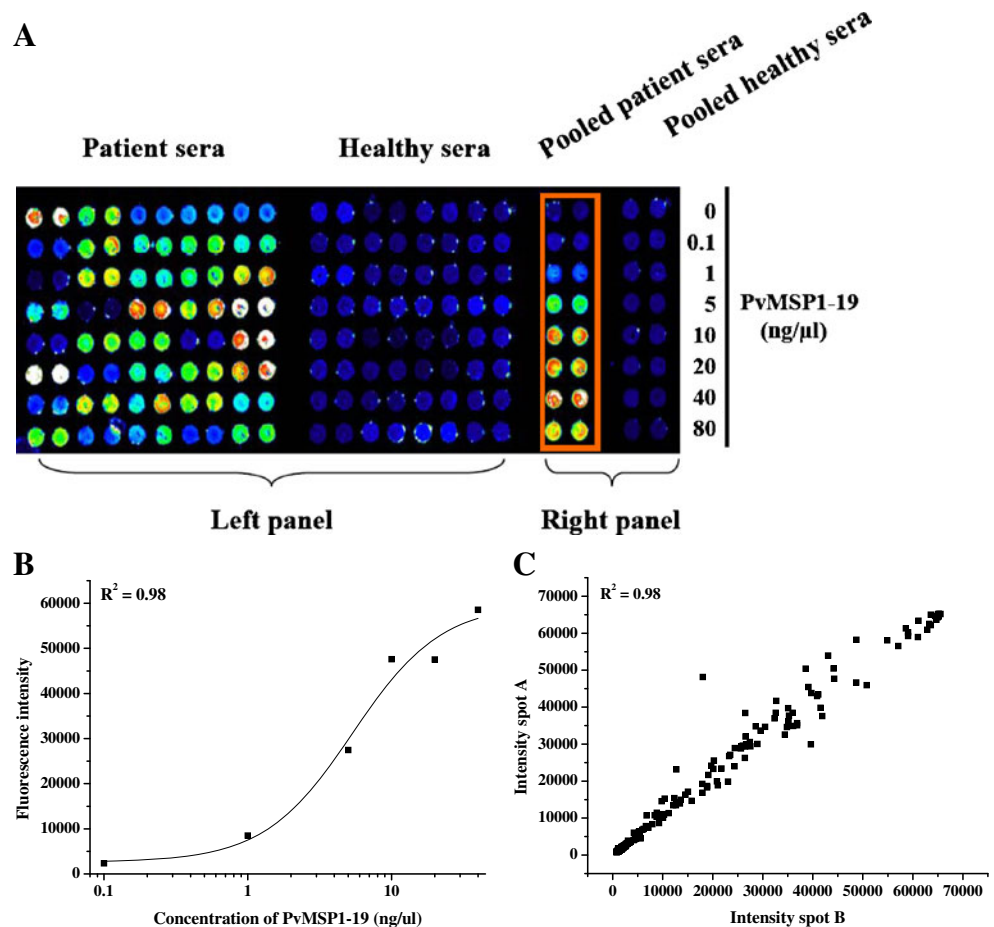 A
Patient sera
Healthy sera
Pooled patient sera
Pooled healthy sera
0
0.1
1
5
10
20
40
80
PvMSP1-19
(ng/µl)
Left panel
Right panel
B
R² = 0.98
60000
50000
40000
30000
20000
10000
0
0.1
1
10
Fluorescence intensity
Concentration of PvMSP1-19 (ng/ul)
C
R² = 0.98
70000
60000
50000
40000
30000
20000
10000
0
0
10000
20000
30000
40000
50000
60000
70000
Intensity spot A
Intensity spot B